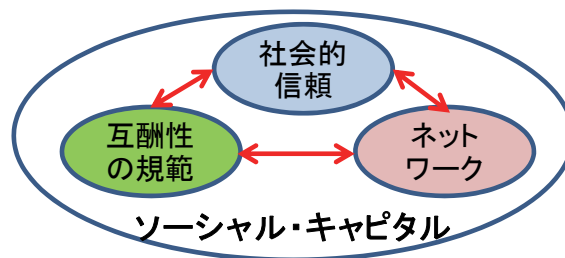 社会的
信頼
互酬性
の規範
ネット
ワーク
ソーシャル・キャピタル